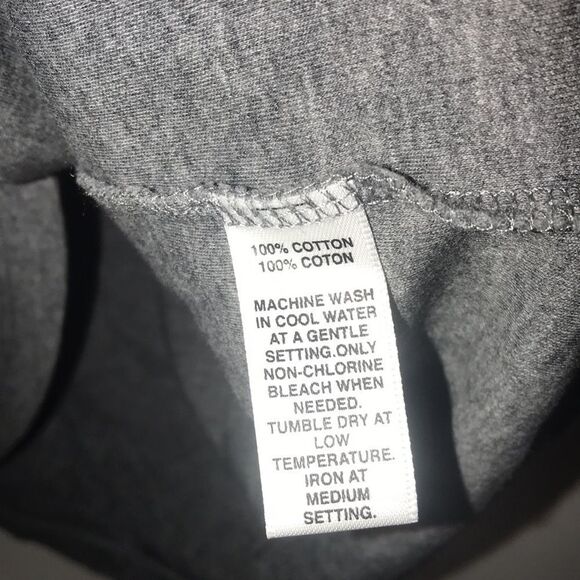 100% COTTON
100% COTON
MACHINE WASH
IN COOL WATER
AT A GENTLE
SETTING.ONLY
NON-CHLORINE
BLEACH WHEN
NEEDED.
TUMBLE DRY AT
LOW
TEMPERATURE.
IRON AT
MEDIUM
SETTING.